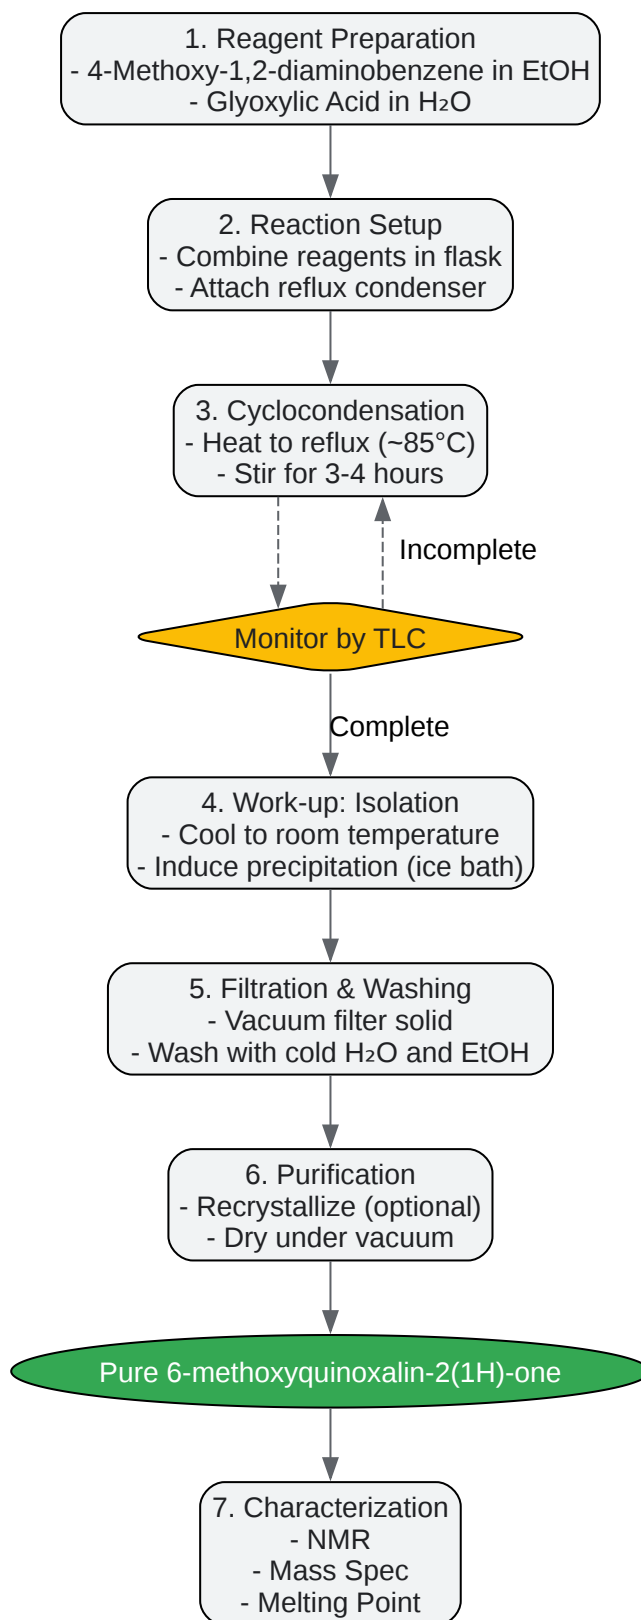 1. Reagent Preparation
- 4-Methoxy-1,2-diaminobenzene in EtOH
- Glyoxylic Acid in H₂O
2. Reaction Setup
- Combine reagents in flask
- Attach reflux condenser
3. Cyclocondensation
- Heat to reflux (~85°C)
- Stir for 3-4 hours
Incomplete
Monitor by TLC
Complete
4. Work-up: Isolation
- Cool to room temperature
- Induce precipitation (ice bath)
5. Filtration & Washing
- Vacuum filter solid
- Wash with cold H₂O and EtOH
6. Purification
- Recrystallize (optional)
- Dry under vacuum
Pure 6-methoxyquinoxalin-2(1H)-one
7. Characterization
- NMR
- Mass Spec
- Melting Point